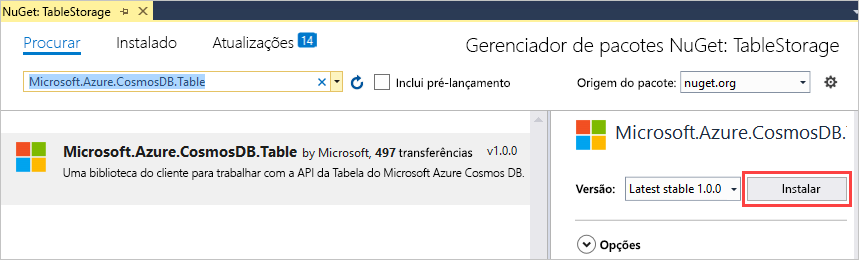 NuGet: TableStorage
Procurar Instalado Atualizações 14
Gerenciador de pacotes NuGet: TableStorage
Microsoft.Azure.CosmosDB.Table
Inclui pré-lançamento
Origem do pacote: nuget.org
Microsoft.Azure.CosmosDB.Table by Microsoft, 497 transferências v1.0.0
Uma biblioteca do cliente para trabalhar com a API da Tabela do Microsoft Azure Cosmos DB.
Microsoft.Azure.CosmosDB.
Versão: Latest stable 1.0.0 Instalar
Opções